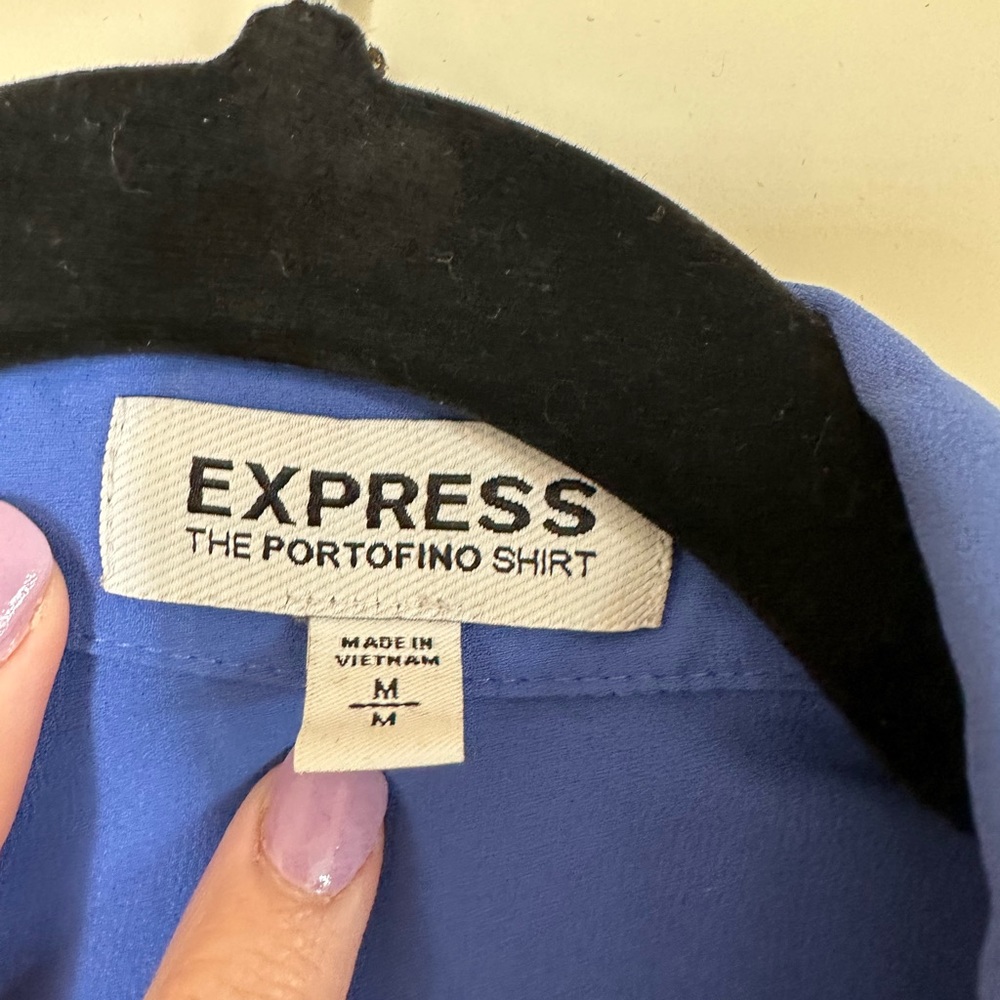 EXPRESS
THE PORTOFINO SHIRT
MADE IN
VIETNAM
M
M